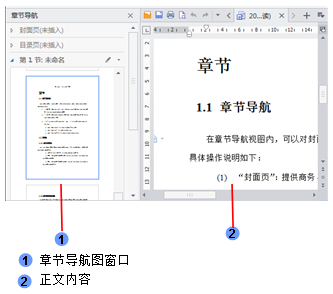 章节导航
封面页(未插入)
目录页(未插入)
第 1 节: 未命名
20...读)
章节
1.1 章节导航
在章节导航视图内，可以对封
具体操作说明如下：
(1) “封面页”：提供商务
1
2
1 章节导航图窗口
2 正文内容